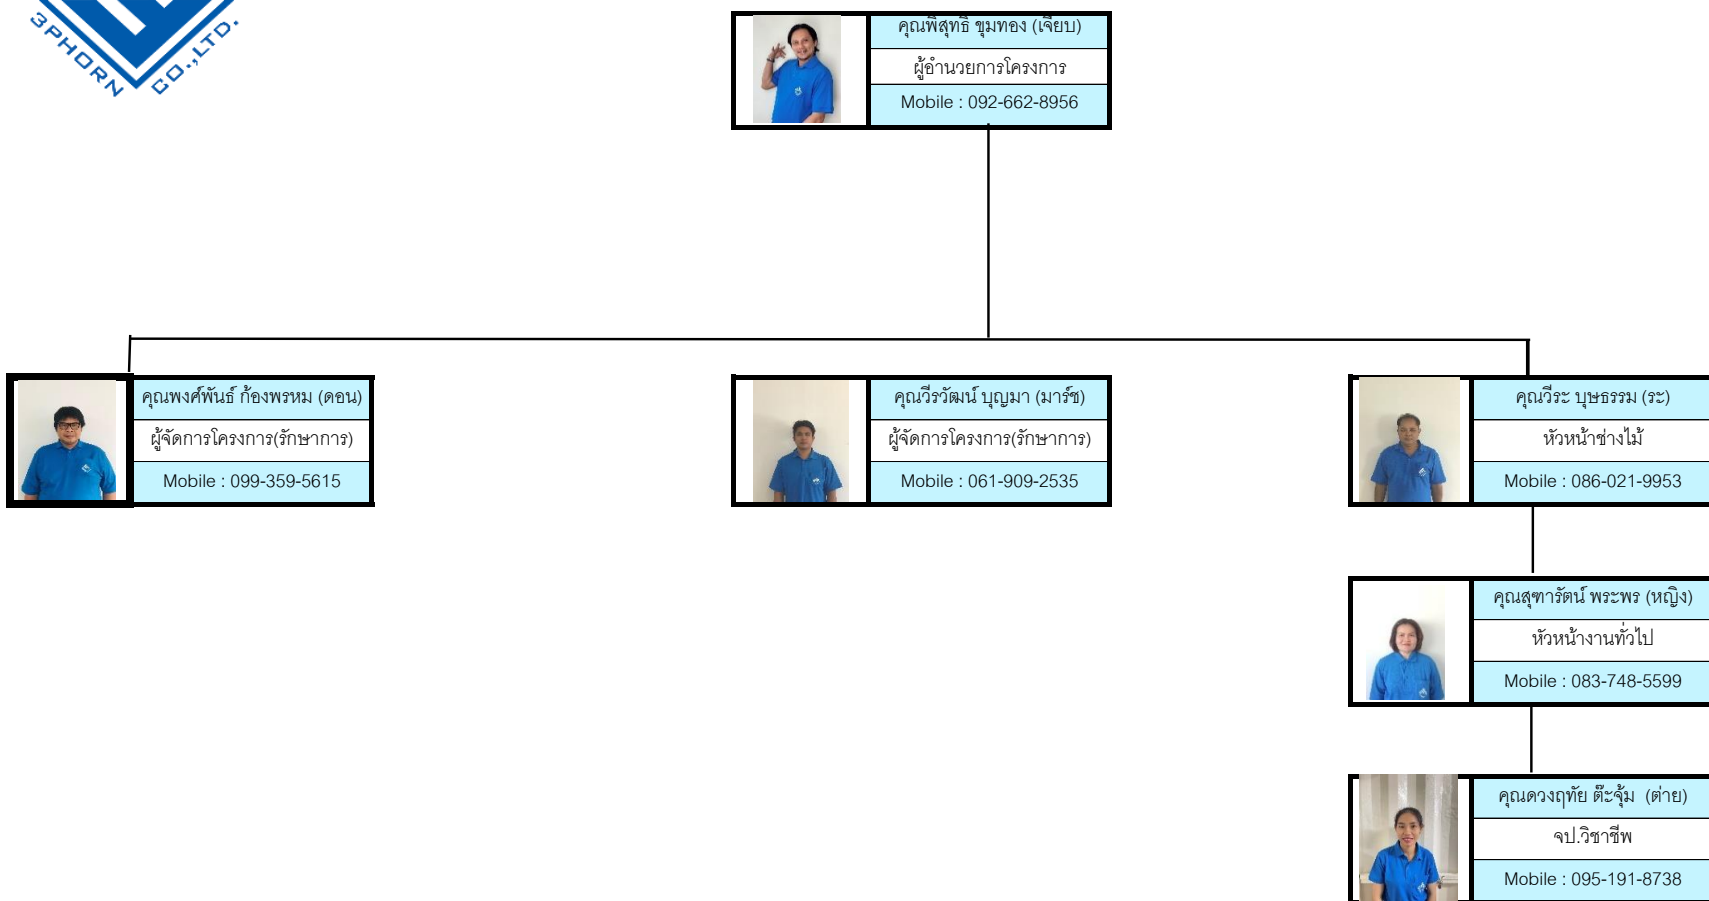 3PHORN CO.,LTD.
คุณพิสุทธิ์ ขุมทอง (เจี๊ยบ)
ผู้อำนวยการโครงการ
Mobile : 092-662-8956
คุณพงศ์พันธ์ ก้องพรหม (ดอน)
ผู้จัดการโครงการ(รักษาการ)
Mobile : 099-359-5615
คุณวีรวัฒน์ บุญมา (มาร์ช)
ผู้จัดการโครงการ(รักษาการ)
Mobile : 061-909-2535
คุณวีระ บุษธรรม (ระ)
หัวหน้าช่างไม้
Mobile : 086-021-9953
คุณสุฑารัตน์ พระพร (หญิง)
หัวหน้างานทั่วไป
Mobile : 083-748-5599
คุณดวงฤทัย ต๊ะจุ้ม (ต่าย)
จป.วิชาชีพ
Mobile : 095-191-8738